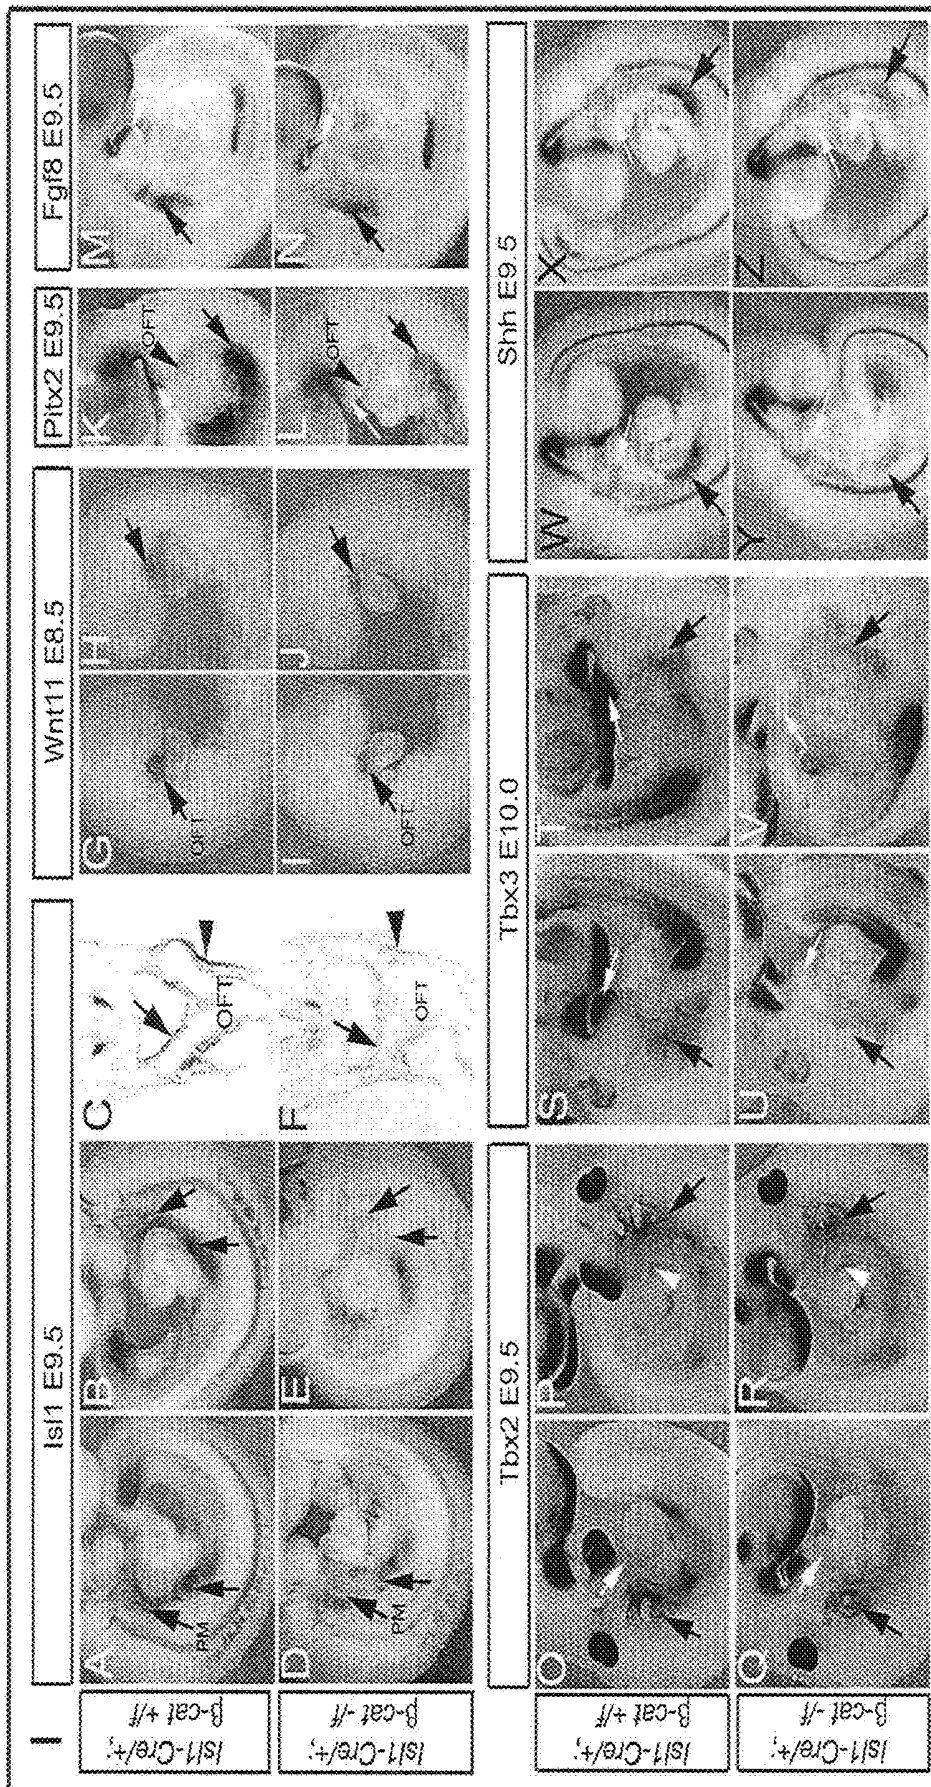 I
Isl1 E9.5
Wnt11 E8.5
Pitx2 E9.5
Fgf8 E9.5
Isl1-Cre/+;
β-cat +/f
A
PM
B
C
OFT
G
OFT
H
K
OFT
M
Isl1-Cre/+;
β-cat -/f
D
PM
E
F
OFT
I
OFT
J
L
OFT
N
Tbx2 E9.5
Tbx3 E10.0
Shh E9.5
Isl1-Cre/+;
β-cat +/f
O
P
S
T
W
X
Isl1-Cre/+;
β-cat -/f
Q
R
U
V
Y
Z